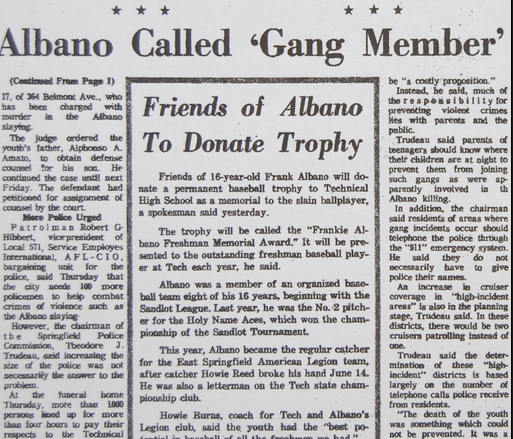 Albano Called 'Gang Member'
(Continued From Page 1)
17, of 364 Belmont Ave., who
has been charged with
murder in the Albano
slaying.
The judge ordered the
youth's father, Alphonso A.
Amato, to obtain defense
counsel for his son. He
continued the case until next
Friday. The defendant had
petitioned for assignment of
counsel by the court.
More Police Urged
Patrolman Robert G.
Hibbert, vice president of
Local 571, Service Employes
International, AFL-CIO,
bargaining unit for the
police, said Thursday that
the city needs 100 more
policemen to help combat
crimes of violence such as
the Albano slaying.
However, the chairman of
the Springfield Police
Commission, Theodore J.
Trudeau, said increasing the
size of the police was not
necessarily the answer to the
problem.
At the funeral home
Thursday, more than 1000
persons lined up for more
than four hours to pay their
respects to the Technical
Friends of Albano
To Donate Trophy
Friends of 16-year-old Frank Albano will do-
nate a permanent baseball trophy to Technical
High School as a memorial to the slain ballplayer,
a spokesman said yesterday.
The trophy will be called the "Frankie Al-
bano Freshman Memorial Award." It will be pre-
sented to the outstanding freshman baseball play-
er at Tech each year, he said.
Albano was a member of an organized base-
ball team eight of his 16 years, beginning with the
Sandlot League. Last year, he was the No. 2 pitch-
er for the Holy Name Aces, which won the cham-
pionship of the Sandlot Tournament.
This year, Albano became the regular catcher
for the East Springfield American Legion team,
after catcher Howie Reed broke his hand June 14.
He was also a letterman on the Tech state cham-
pionship club.
Howie Burns, coach for Tech and Albano's
Legion club, said the youth had the "best po-
tential in baseball of all the freshmen we had."
be "a costly proposition."
Instead, he said, much of
the responsibility for
preventing violent crimes
lies with parents and the
public.
Trudeau said parents of
teenagers should know where
their children are at night to
prevent them from joining
such gangs as were ap-
parently involved in th
Albano killing.
In addition, the chairman
said residents of areas where
gang incidents occur should
telephone the police through
the "911" emergency system.
He said they do not
necessarily have to give
police their names.
An increase in cruiser
coverage in "high-incident
areas" is also in the planning
stage, Trudeau said. In these
districts, there would be two
cruisers patrolling instead of
one.
Trudeau said the deter-
mination of these "high-
incident" districts is based
largely on the number of
telephone calls police receive
from residents.
"The death of the youth
was something which could
not be prevented. It was a